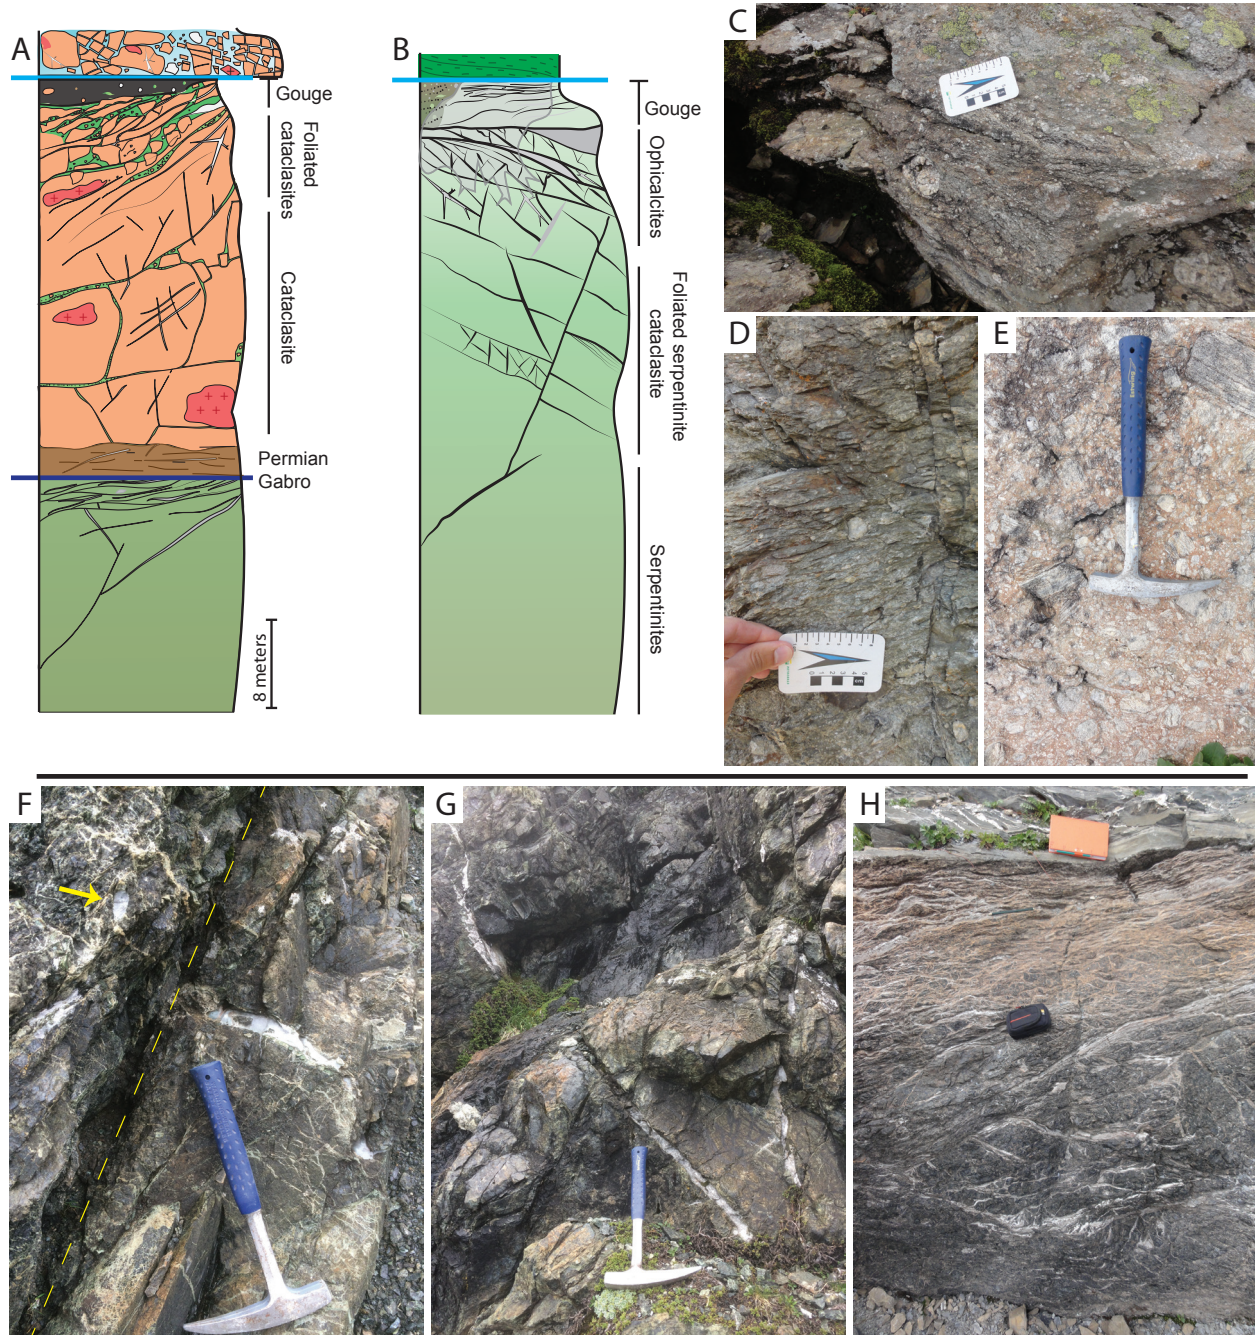 A
Gouge
Foliated
cataclasites
Cataclasite
Permian
Gabro
8 meters
B
Gouge
Ophicalcites
Foliated serpentinite
cataclasite
Serpentinites
C
D
E
F
G
H